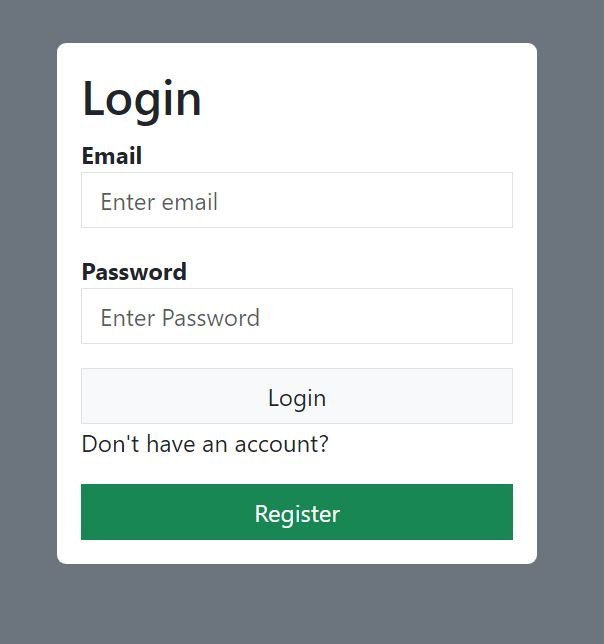 Login
Email
Enter email
Password
Enter Password
Login
Don't have an account?
Register